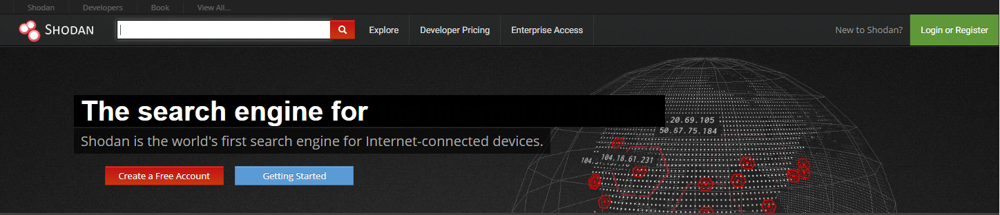 Shodan Developers Book View All...
SHODAN Explore Developer Pricing Enterprise Access New to Shodan? Login or Register
The search engine for
Shodan is the world's first search engine for Internet-connected devices.
Create a Free Account Getting Started
.20.69.105
50.87.75.184
104. 104.18.61.231